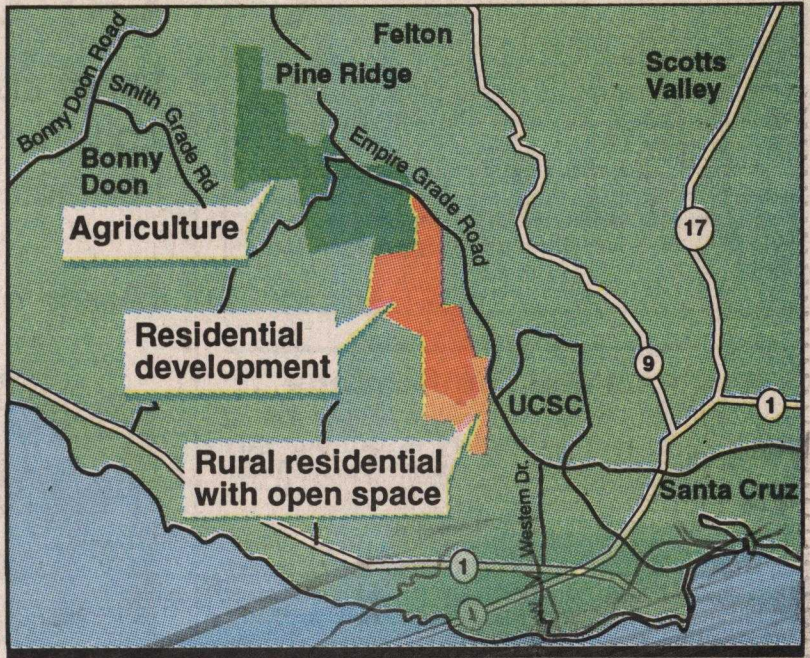 Felton
Pine Ridge
Scotts
Valley
Bonny Doon Road
Smith Grade Rd
Bonny
Doon
Empire Grade Road
Agriculture
17
Residential
development
9
UCSC
1
Rural residential
with open space
Santa Cruz
Western Dr.
1